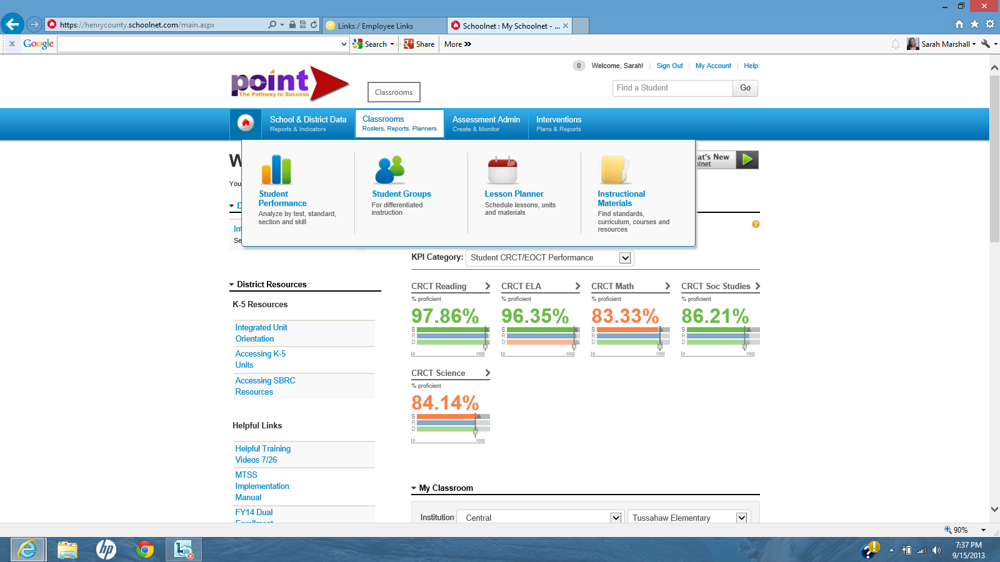 https://henrycounty.schoolnet.com/main.aspx
Links / Employee Links
Schoolnet : My Schoolnet - ...
Google
Search
Share
More »
Sarah Marshall
point
The Pathway to Success
Classrooms
0 Welcome, Sarah! | Sign Out | My Account | Help
Find a Student
Go
School & District Data
Reports & Indicators
Classrooms
Rosters, Reports, Planners
Assessment Admin
Create & Monitor
Interventions
Plans & Reports
W
You
D
Int
Se
at's New
olnet
Student
Performance
Analyze by test, standard,
section and skill
Student Groups
For differentiated
instruction
Lesson Planner
Schedule lessons, units
and materials
Instructional
Materials
Find standards,
curriculum, courses and
resources
?
KPI Category: Student CRCT/EOCT Performance
District Resources
K-5 Resources
Integrated Unit
Orientation
Accessing K-5
Units
Accessing SBRC
Resources
Helpful Links
Helpful Training
Videos 7/26
MTSS
Implementation
Manual
FY14 Dual
Enrollment
CRCT Reading
% proficient
97.86%
S
R
D
0 100
CRCT ELA
% proficient
96.35%
S
R
D
0 100
CRCT Math
% proficient
83.33%
S
R
D
0 100
CRCT Soc Studies
% proficient
86.21%
S
R
D
0 100
CRCT Science
% proficient
84.14%
S
R
D
0 100
My Classroom
Institution Central Tussahaw Elementary
90%
hp
7:37 PM
9/15/2013